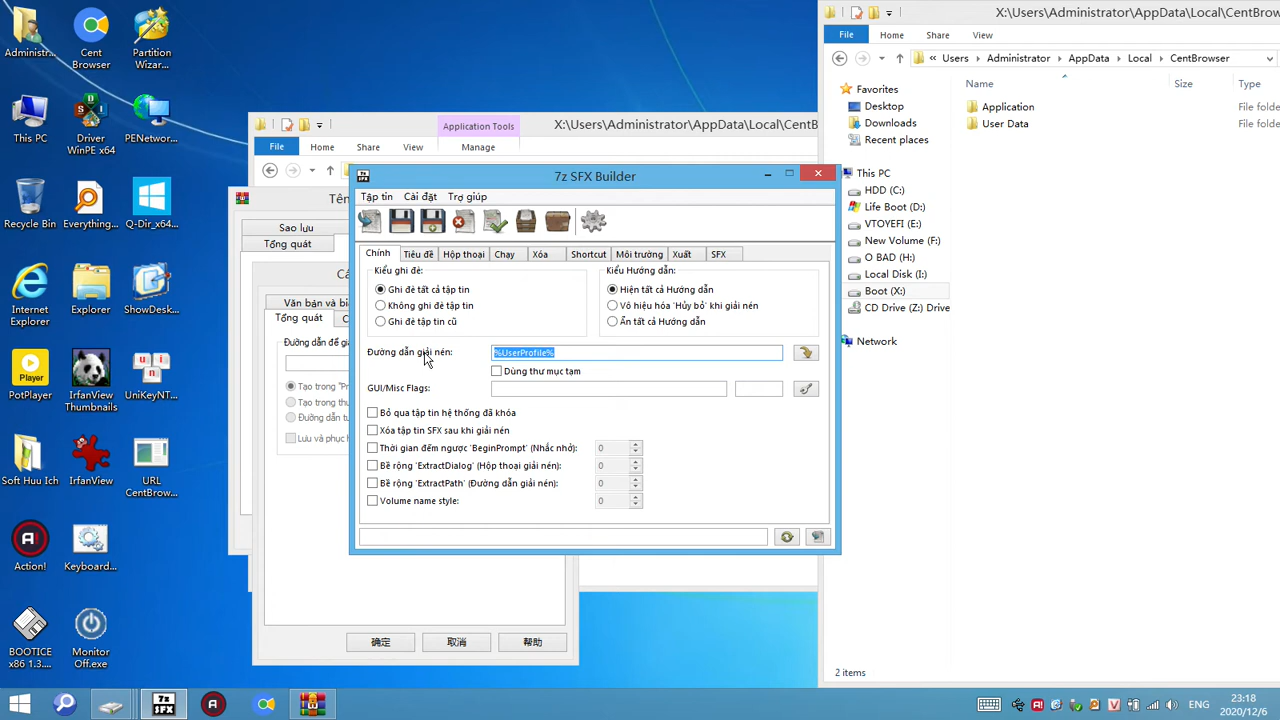 Administr...
Cent
Browser
Partition
Wizar...
This PC
Driver
WinPE x64
PENetwor...
Recycle Bin
Everything...
Q-Dir_x64...
Internet
Explorer
Explorer
ShowDesk...
PotPlayer
IrfanView
Thumbnails
UniKeyNT...
Soft Huu Ich
IrfanView
URL
CentBrow...
Action!
Keyboard...
BOOTICE
x86 1.3....
Monitor
Off.exe
Application Tools
X:\Users\Administrator\AppData\Local\CentB
File
Home
Share
View
Manage
Tên
Sao lưu
Tổng quát
Văn bản và bi
Tổng quát
Tạo trong "Pr
Tạo trong thư
Lưu và phục h
确定
取消
帮助
7z SFX Builder
Tập tin
Cài đặt
Trợ giúp
Chính
Tiêu đề
Hộp thoại
Chạy
Xóa
Shortcut
Môi trường
Xuất
SFX
Kiểu ghi đè:
Ghi đè tất cả tập tin
Không ghi đè tập tin
Ghi đè tập tin cũ
Kiểu Hướng dẫn:
Hiện tất cả Hướng dẫn
Vô hiệu hóa 'Hủy bỏ' khi giải nén
Ẩn tất cả Hướng dẫn
Đường dẫn giải nén:
%UserProfile%
Dùng thư mục tạm
GUI/Misc Flags:
Bỏ qua tập tin hệ thống đã khóa
Xóa tập tin SFX sau khi giải nén
Thời gian đếm ngược 'BeginPrompt' (Nhắc nhở):
0
Bề rộng 'ExtractDialog' (Hộp thoại giải nén):
0
Bề rộng 'ExtractPath' (Đường dẫn giải nén):
0
Volume name style:
0
X:\Users\Administrator\AppData\Local\CentBrow
File
Home
Share
View
Users
Administrator
AppData
Local
CentBrowser
Name
Size
Type
Application
File folde
User Data
File folde
Favorites
Desktop
Downloads
Recent places
This PC
HDD (C:)
Life Boot (D:)
VTOYEFI (E:)
New Volume (F:)
O BAD (H:)
Local Disk (I:)
Boot (X:)
CD Drive (Z:) Drive
Network
2 items
ENG
23:18
2020/12/6